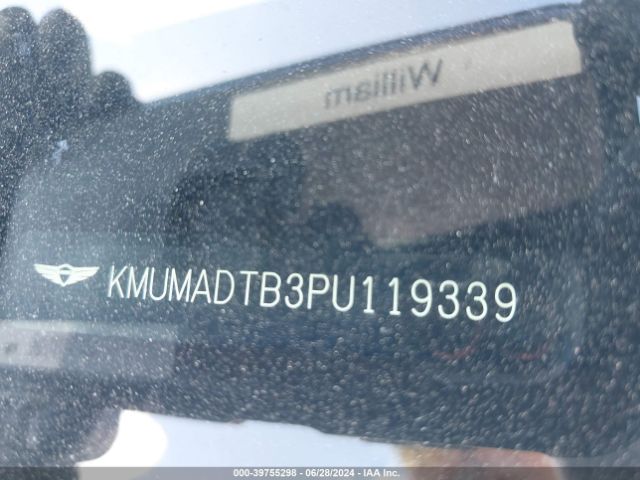 William
KMUMADTB3PU119339
000-39755298 - 06/28/2024 - IAA Inc.